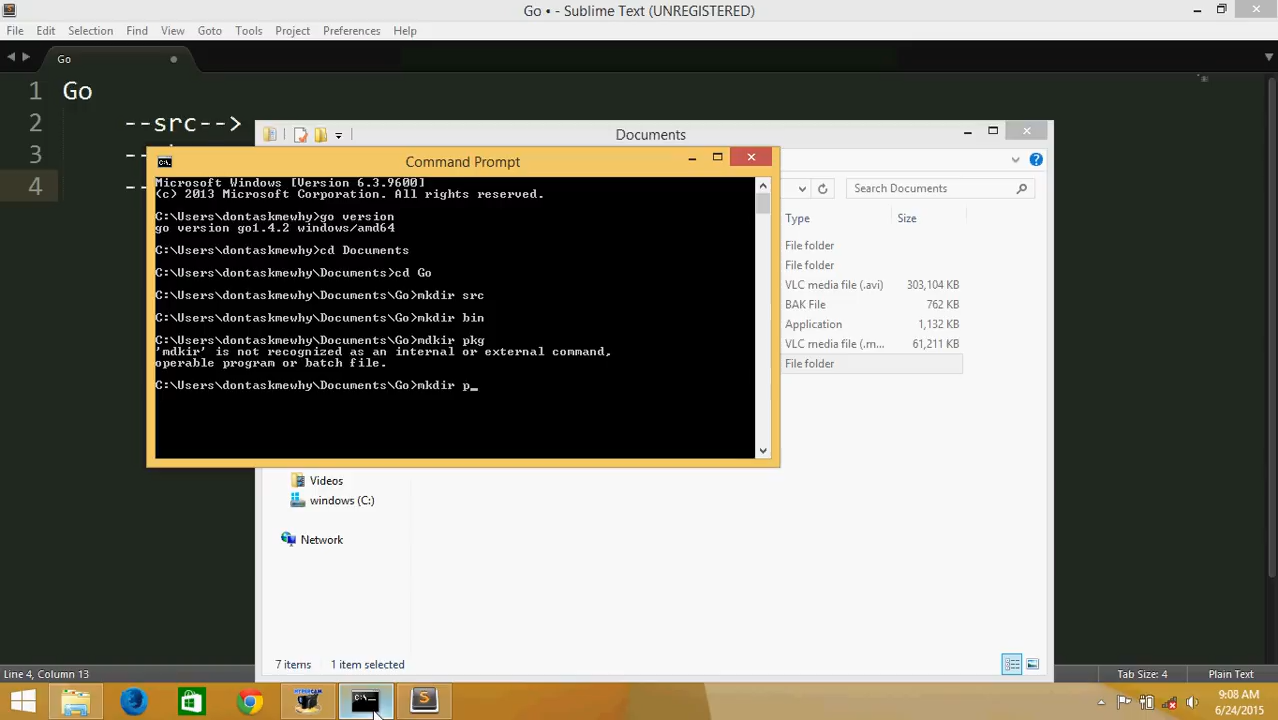 Go • - Sublime Text (UNREGISTERED)
File Edit Selection Find View Goto Tools Project Preferences Help
Go
1 Go
2 --src-->
3 --
4 --
Documents
Search Documents
Type Size
File folder
File folder
VLC media file (.avi) 303,104 KB
BAK File 762 KB
Application 1,132 KB
VLC media file (.m... 61,211 KB
File folder
Command Prompt
Microsoft Windows [Version 6.3.9600]
(c) 2013 Microsoft Corporation. All rights reserved.
C:\Users\dontaskmewhy>go version
go version go1.4.2 windows/amd64
C:\Users\dontaskmewhy>cd Documents
C:\Users\dontaskmewhy\Documents>cd Go
C:\Users\dontaskmewhy\Documents\Go>mkdir src
C:\Users\dontaskmewhy\Documents\Go>mkdir bin
C:\Users\dontaskmewhy\Documents\Go>mdkir pkg
'mdkir' is not recognized as an internal or external command,
operable program or batch file.
C:\Users\dontaskmewhy\Documents\Go>mkdir p_
Videos
windows (C:)
Network
7 items 1 item selected
Line 4, Column 13 Tab Size: 4 Plain Text
HYPERCAM
9:08 AM
6/24/2015